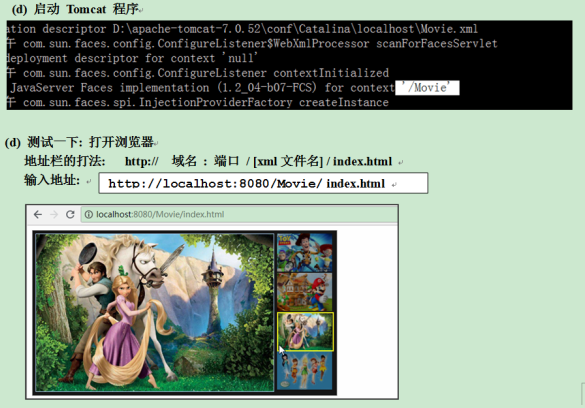 (d) 启动 Tomcat 程序
ation descriptor D:\apache-tomcat-7.0.52\conf\Catalina\localhost\Movie.xml
午 com.sun.faces.config.ConfigureListener$WebXmlProcessor scanForFacesServlet
deployment descriptor for context 'null'
午 com.sun.faces.config.ConfigureListener contextInitialized
JavaServer Faces implementation (1.2_04-b07-FCS) for context '/Movie'
午 com.sun.faces.spi.InjectionProviderFactory createInstance
(d) 测试一下: 打开浏览器
地址栏的打法: http:// 域名 : 端口 / [xml 文件名] / index.html
输入地址: http://localhost:8080/Movie/ index.html
localhost:8080/Movie/index.html